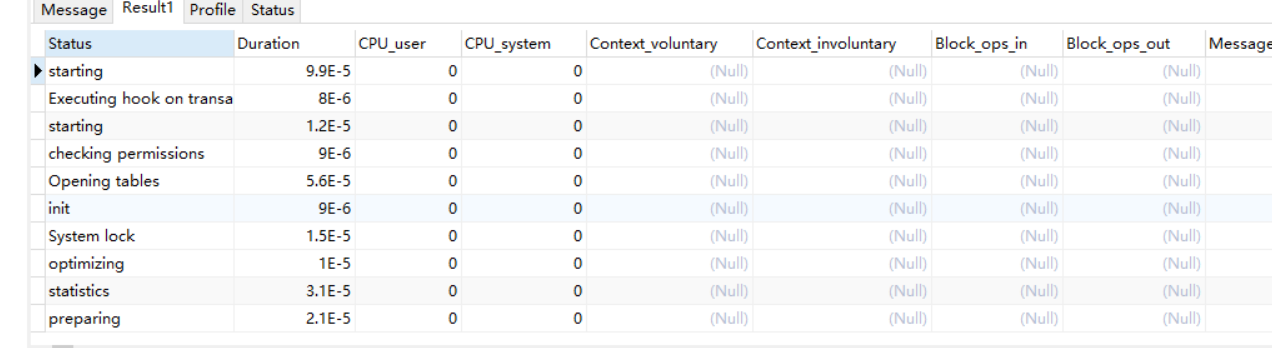 Message Result1 Profile Status
Status Duration CPU_user CPU_system Context_voluntary Context_involuntary Block_ops_in Block_ops_out Message
starting 9.9E-5 0 0 (Null) (Null) (Null) (Null)
Executing hook on transa 8E-6 0 0 (Null) (Null) (Null) (Null)
starting 1.2E-5 0 0 (Null) (Null) (Null) (Null)
checking permissions 9E-6 0 0 (Null) (Null) (Null) (Null)
Opening tables 5.6E-5 0 0 (Null) (Null) (Null) (Null)
init 9E-6 0 0 (Null) (Null) (Null) (Null)
System lock 1.5E-5 0 0 (Null) (Null) (Null) (Null)
optimizing 1E-5 0 0 (Null) (Null) (Null) (Null)
statistics 3.1E-5 0 0 (Null) (Null) (Null) (Null)
preparing 2.1E-5 0 0 (Null) (Null) (Null) (Null)